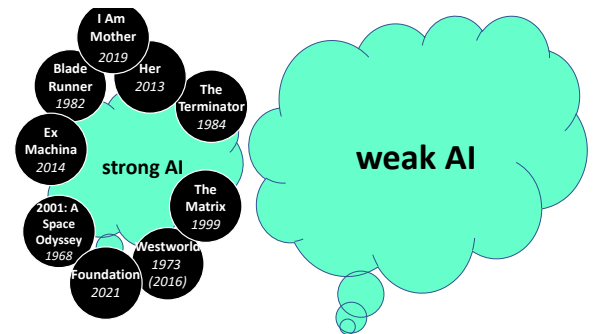 I Am
Mother
2019
Blade
Runner
1982
Her
2013
The
Terminator
1984
Ex
Machina
2014
strong AI
weak AI
The
Matrix
1999
2001: A
Space
Odyssey
1968
Westworld
1973
(2016)
Foundation
2021